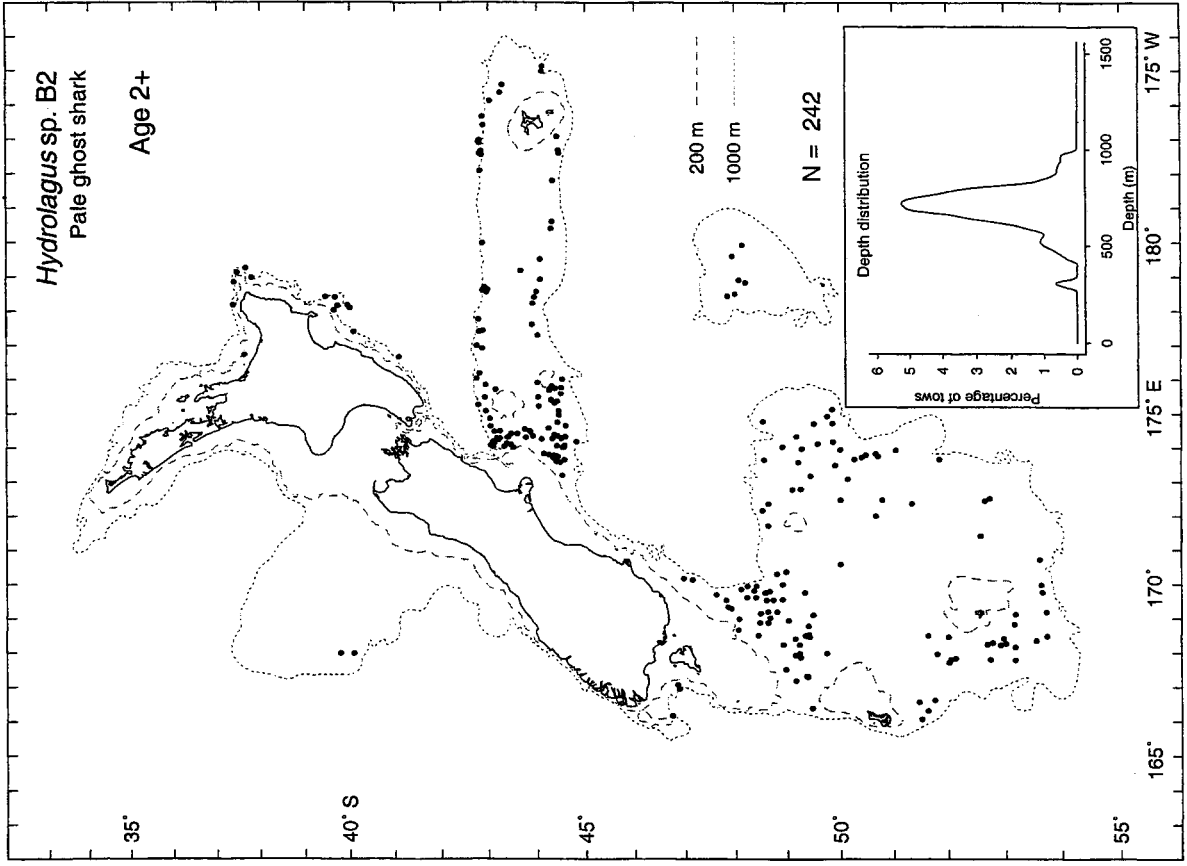 Hydrolagus sp. B2
Pale ghost shark
Age 2+
35°
40° S
45°
50°
55°
165°
170°
175° E
180°
175° W
200 m
1000 m
N = 242
Depth distribution
Percentage of tows
6
5
4
3
2
1
0
0
500
1000
1500
Depth (m)